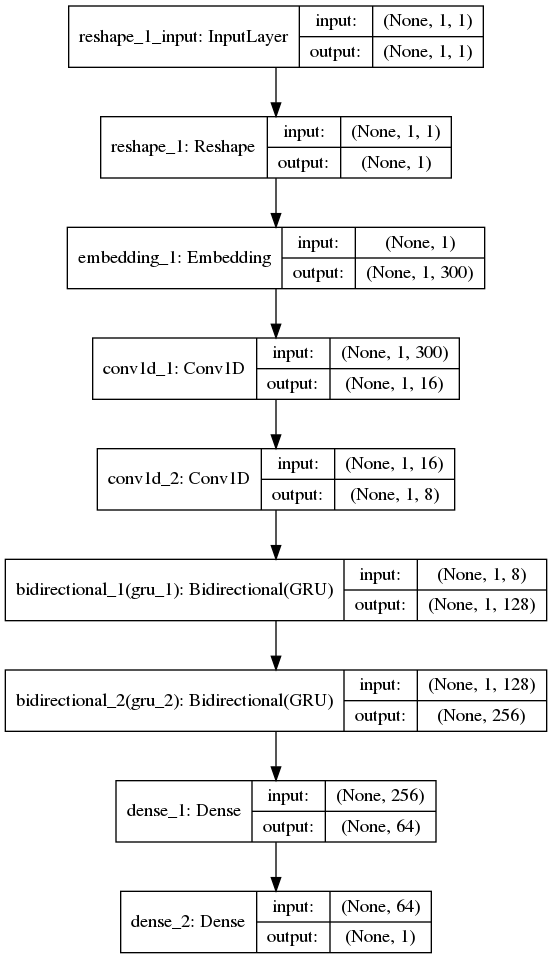 reshape_1_input: InputLayer
input: (None, 1, 1)
output: (None, 1, 1)
reshape_1: Reshape
input: (None, 1, 1)
output: (None, 1)
embedding_1: Embedding
input: (None, 1)
output: (None, 1, 300)
conv1d_1: Conv1D
input: (None, 1, 300)
output: (None, 1, 16)
conv1d_2: Conv1D
input: (None, 1, 16)
output: (None, 1, 8)
bidirectional_1(gru_1): Bidirectional(GRU)
input: (None, 1, 8)
output: (None, 1, 128)
bidirectional_2(gru_2): Bidirectional(GRU)
input: (None, 1, 128)
output: (None, 256)
dense_1: Dense
input: (None, 256)
output: (None, 64)
dense_2: Dense
input: (None, 64)
output: (None, 1)